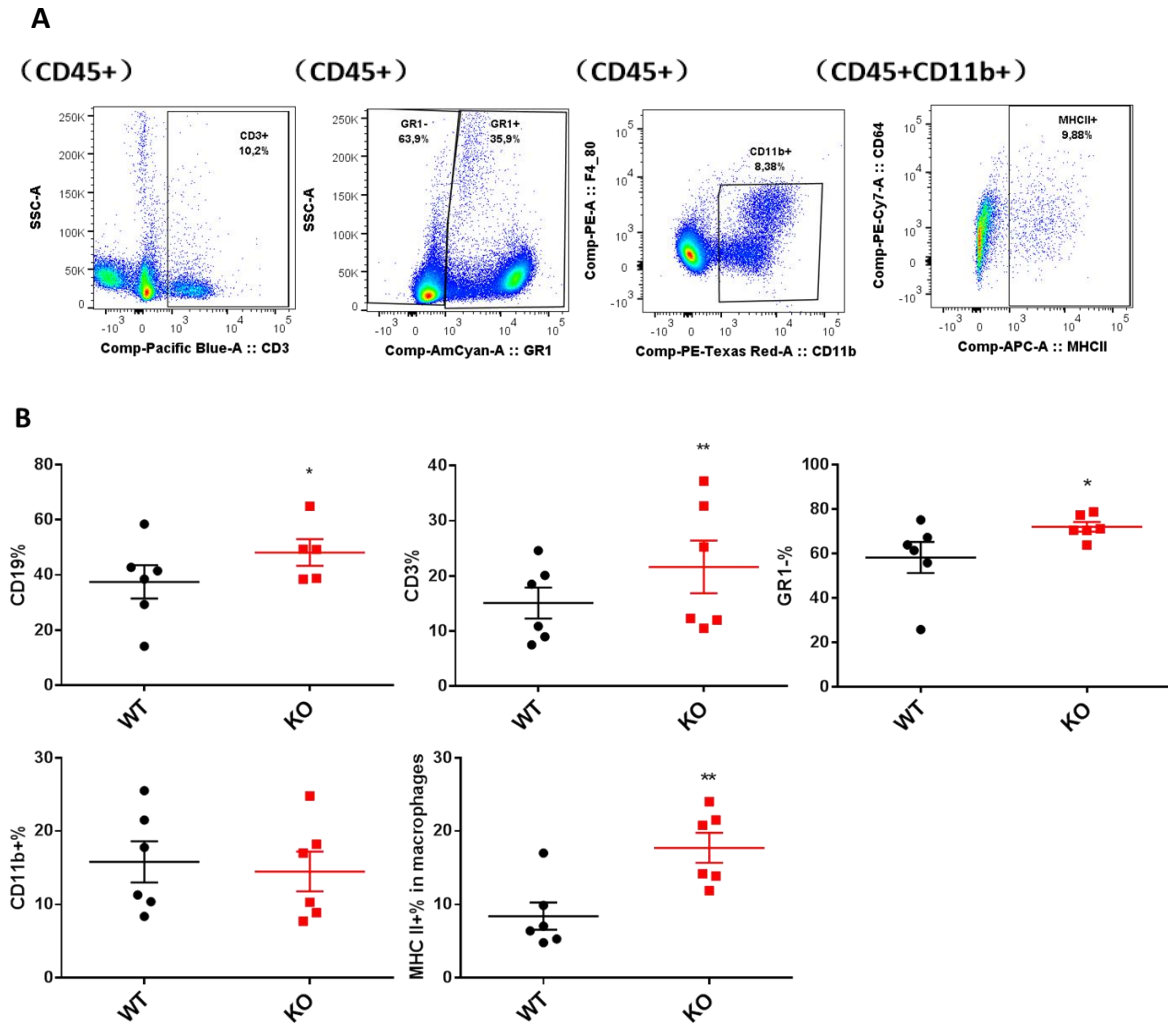 A
（CD45+） （CD45+） （CD45+） （CD45+CD11b+）
250K
200K
150K
100K
50K
0
SSC-A
CD3+
10,2%
-10^3 0 10^3 10^4 10^5
Comp-Pacific Blue-A :: CD3
250K
200K
150K
100K
50K
0
SSC-A
GR1-
63,9%
GR1+
35,9%
-10^3 0 10^3 10^4 10^5
Comp-AmCyan-A :: GR1
10^5
10^4
10^3
0
-10^3
Comp-PE-A :: F4_80
CD11b+
8,38%
-10^3 0 10^3 10^4 10^5
Comp-PE-Texas Red-A :: CD11b
10^5
10^4
10^3
0
-10^3
Comp-PE-Cy7-A :: CD64
MHCII+
9,88%
-10^3 0 10^3 10^4 10^5
Comp-APC-A :: MHCII
B
80
60
40
20
0
CD19%
*
WT KO
40
30
20
10
0
CD3%
**
WT KO
100
80
60
40
20
0
GR1-%
*
WT KO
30
20
10
0
CD11b+%
WT KO
30
20
10
0
MHC II+% in macrophages
**
WT KO